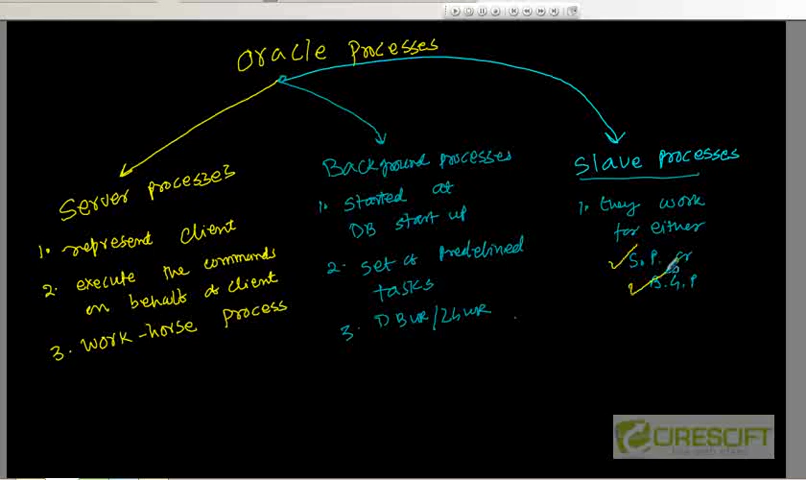 Oracle Processes
Server processes
1. represent Client
2. execute the commands
on behalf of client
3. work-horse process
Background processes
1. started at
DB start up
2. set of predefined
tasks
3. DBWR/LGWR
Slave processes
1. they work
for either
S.P. or
B.G.P